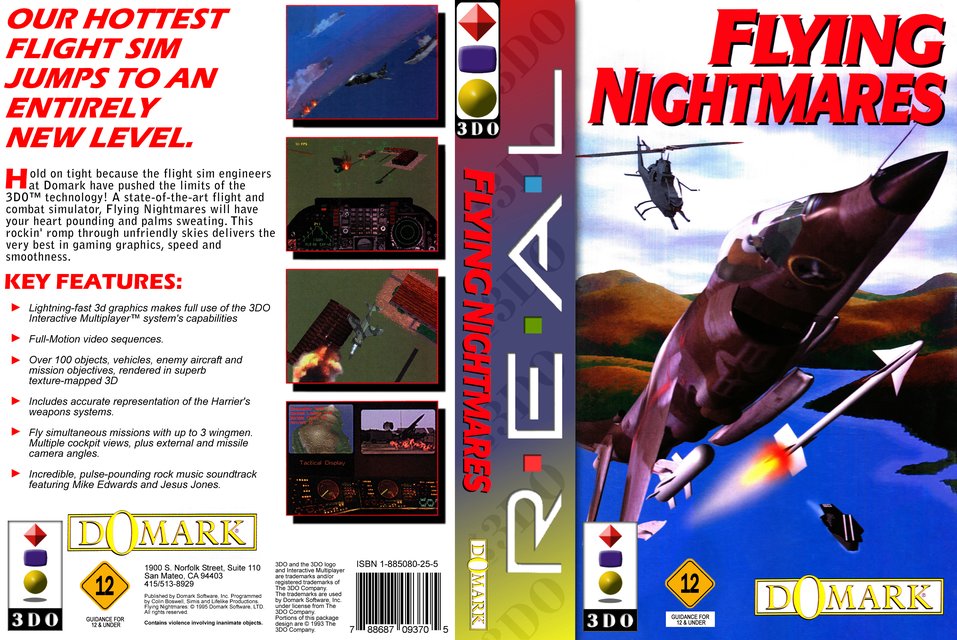 OUR HOTTEST
FLIGHT SIM
JUMPS TO AN
ENTIRELY
NEW LEVEL.
Hold on tight because the flight sim engineers
at Domark have pushed the limits of the
3DO™ technology! A state-of-the-art flight and
combat simulator, Flying Nightmares will have
your heart pounding and palms sweating. This
rockin' romp through unfriendly skies delivers the
very best in gaming graphics, speed and
smoothness.
KEY FEATURES:
Lightning-fast 3d graphics makes full use of the 3DO
Interactive Multiplayer™ system's capabilities
Full-Motion video sequences.
Over 100 objects, vehicles, enemy aircraft and
mission objectives, rendered in superb
texture-mapped 3D
Includes accurate representation of the Harrier's
weapons systems.
Fly simultaneous missions with up to 3 wingmen.
Multiple cockpit views, plus external and missile
camera angles.
Incredible, pulse-pounding rock music soundtrack
featuring Mike Edwards and Jesus Jones.
Tactical Display
3DO
DOMARK
12
GUIDANCE FOR
12 & UNDER
1900 S. Norfolk Street, Suite 110
San Mateo, CA 94403
415/513-8929
Published by Domark Software, Inc. Programmed
by Colin Boswell, Simis and Lifelike Productions.
Flying Nightmares: © 1995 Domark Software, LTD.
All rights reserved.
Contains violence involving inanimate objects.
3DO and the 3DO logo
and Interactive Multiplayer
are trademarks and/or
registered trademarks of
The 3DO Company.
The trademarks are used
by Domark Software, Inc.
under license from The
3DO Company.
Portions of this package
design are © 1993 The
3DO Company.
ISBN 1-885080-25-5
7 88687 09370 5
3DO
FLYING NIGHTMARES
REAL
DOMARK
FLYING
NIGHTMARES
3DO
12
GUIDANCE FOR
12 & UNDER
DOMARK